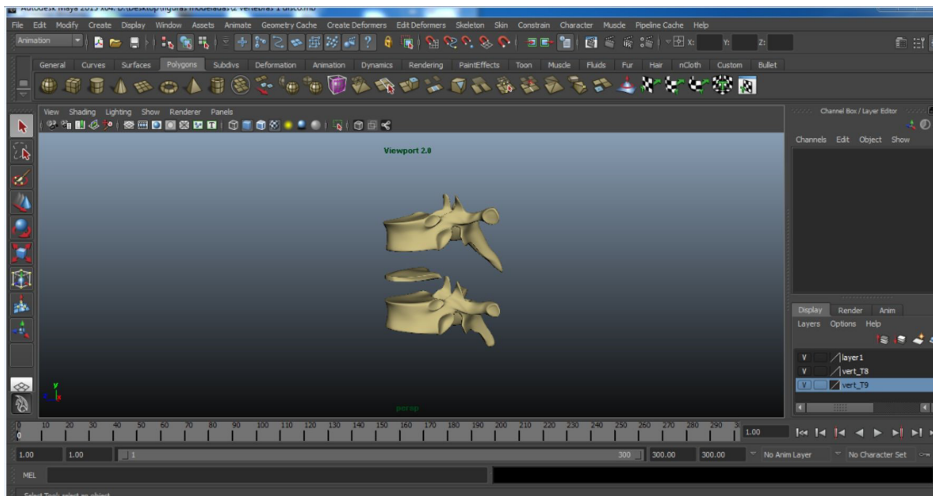 File Edit Modify Create Display Window Assets Animate Geometry Cache Create Deformers Edit Deformers Skeleton Skin Constrain Character Muscle Pipeline Cache Help
Animation X: Y: Z:
General Curves Surfaces Polygons Subdivs Deformation Animation Dynamics Rendering PaintEffects Toon Muscle Fluids Fur Hair nCloth Custom Bullet
View Shading Lighting Show Renderer Panels
Channel Box / Layer Editor
Channels Edit Object Show
Viewport 2.0
Display Render Anim
Layers Options Help
V layer1
V vert_T8
V vert_T9
y
persp
0 10 20 30 40 50 60 70 80 90 100 110 120 130 140 150 160 170 180 190 200 210 220 230 240 250 260 270 280 290 1.00
1.00 1.00 1 300 300.00 300.00 No Anim Layer No Character Set
MEL